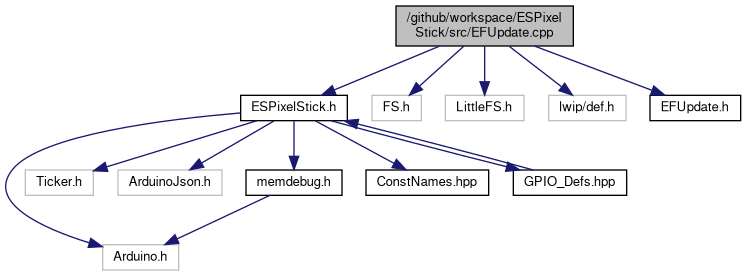 /github/workspace/ESPixel
Stick/src/EFUpdate.cpp
ESPixelStick.h
FS.h
LittleFS.h
lwip/def.h
EFUpdate.h
Ticker.h
ArduinoJson.h
memdebug.h
ConstNames.hpp
GPIO_Defs.hpp
Arduino.h